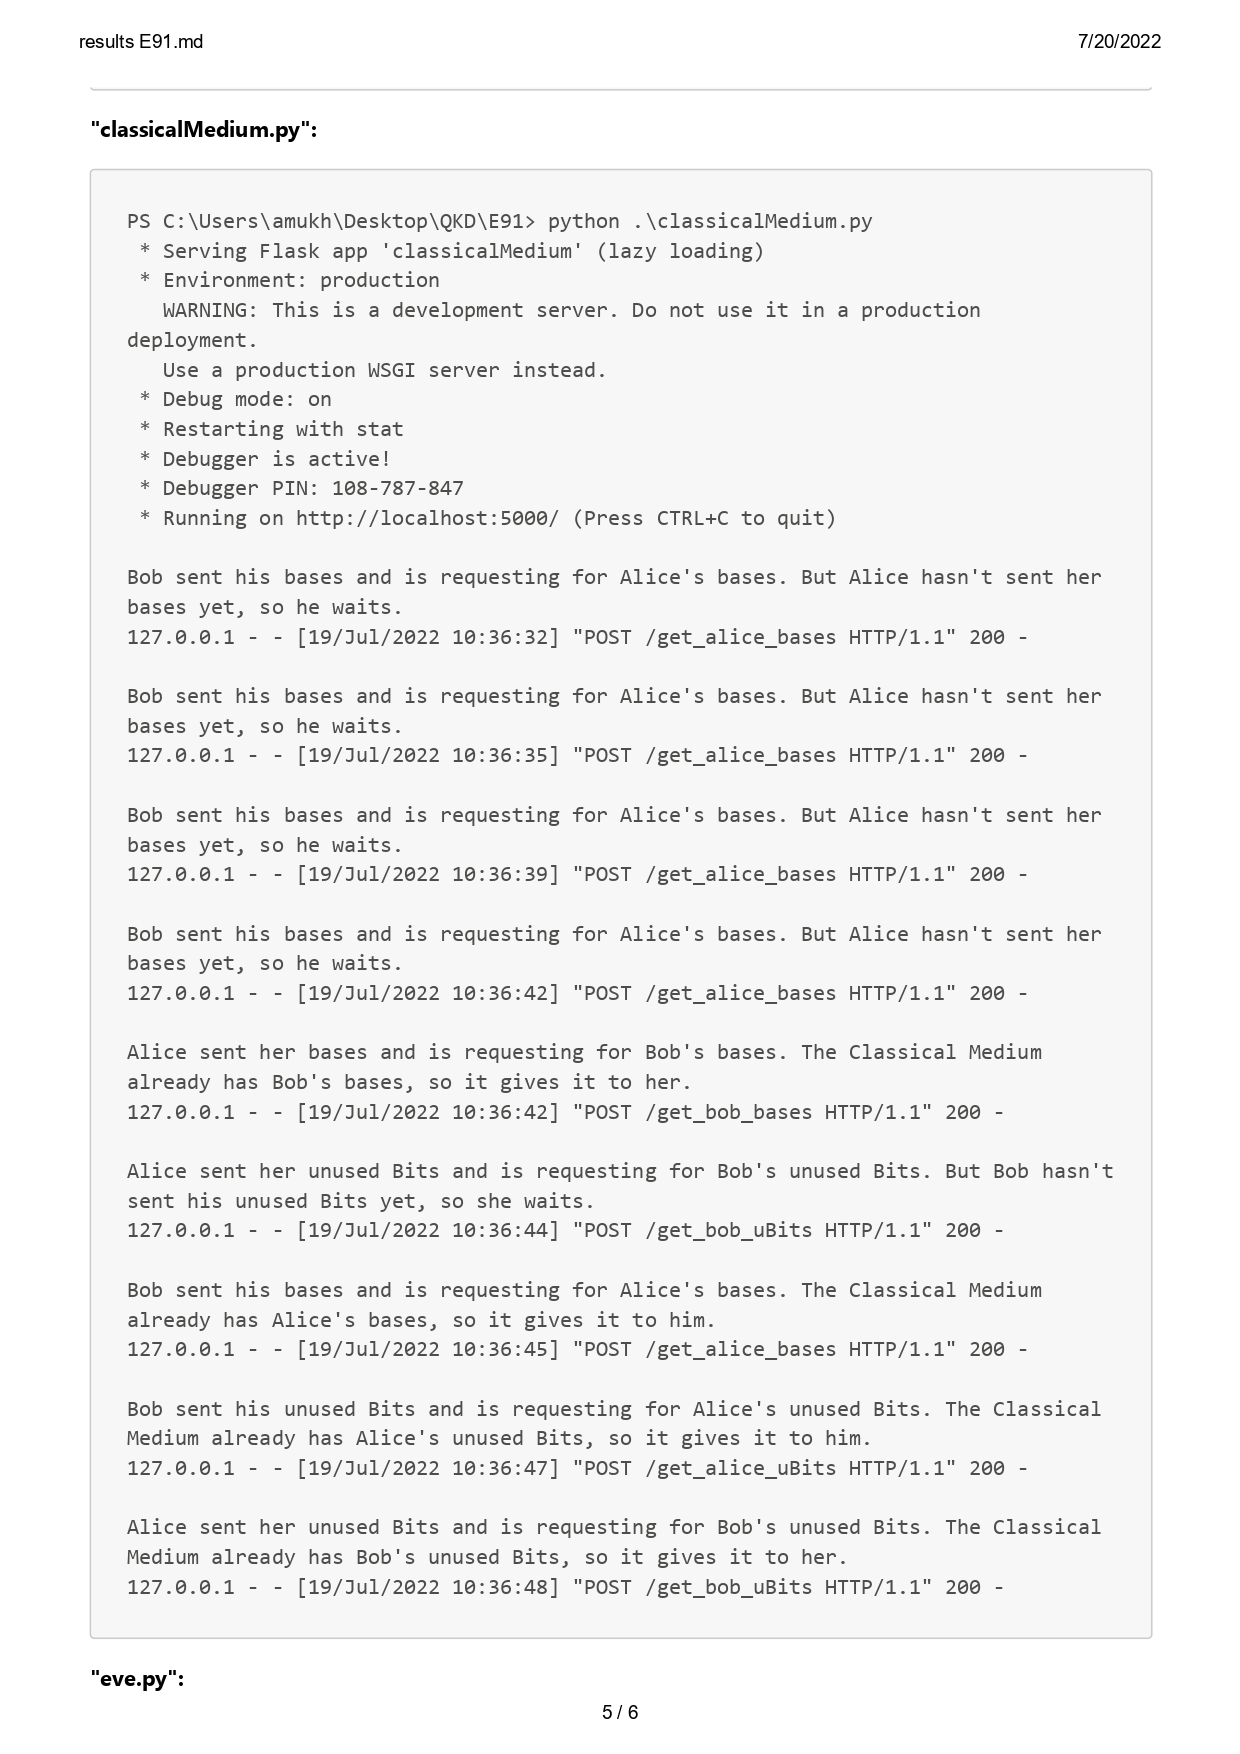 results E91.md 7/20/2022
"classicalMedium.py":
PS C:\Users\amukh\Desktop\QKD\E91> python .\classicalMedium.py
 * Serving Flask app 'classicalMedium' (lazy loading)
 * Environment: production
   WARNING: This is a development server. Do not use it in a production
deployment.
   Use a production WSGI server instead.
 * Debug mode: on
 * Restarting with stat
 * Debugger is active!
 * Debugger PIN: 108-787-847
 * Running on http://localhost:5000/ (Press CTRL+C to quit)
Bob sent his bases and is requesting for Alice's bases. But Alice hasn't sent her
bases yet, so he waits.
127.0.0.1 - - [19/Jul/2022 10:36:32] "POST /get_alice_bases HTTP/1.1" 200 -
Bob sent his bases and is requesting for Alice's bases. But Alice hasn't sent her
bases yet, so he waits.
127.0.0.1 - - [19/Jul/2022 10:36:35] "POST /get_alice_bases HTTP/1.1" 200 -
Bob sent his bases and is requesting for Alice's bases. But Alice hasn't sent her
bases yet, so he waits.
127.0.0.1 - - [19/Jul/2022 10:36:39] "POST /get_alice_bases HTTP/1.1" 200 -
Bob sent his bases and is requesting for Alice's bases. But Alice hasn't sent her
bases yet, so he waits.
127.0.0.1 - - [19/Jul/2022 10:36:42] "POST /get_alice_bases HTTP/1.1" 200 -
Alice sent her bases and is requesting for Bob's bases. The Classical Medium
already has Bob's bases, so it gives it to her.
127.0.0.1 - - [19/Jul/2022 10:36:42] "POST /get_bob_bases HTTP/1.1" 200 -
Alice sent her unused Bits and is requesting for Bob's unused Bits. But Bob hasn't
sent his unused Bits yet, so she waits.
127.0.0.1 - - [19/Jul/2022 10:36:44] "POST /get_bob_uBits HTTP/1.1" 200 -
Bob sent his bases and is requesting for Alice's bases. The Classical Medium
already has Alice's bases, so it gives it to him.
127.0.0.1 - - [19/Jul/2022 10:36:45] "POST /get_alice_bases HTTP/1.1" 200 -
Bob sent his unused Bits and is requesting for Alice's unused Bits. The Classical
Medium already has Alice's unused Bits, so it gives it to him.
127.0.0.1 - - [19/Jul/2022 10:36:47] "POST /get_alice_uBits HTTP/1.1" 200 -
Alice sent her unused Bits and is requesting for Bob's unused Bits. The Classical
Medium already has Bob's unused Bits, so it gives it to her.
127.0.0.1 - - [19/Jul/2022 10:36:48] "POST /get_bob_uBits HTTP/1.1" 200 -
"eve.py":
5 / 6